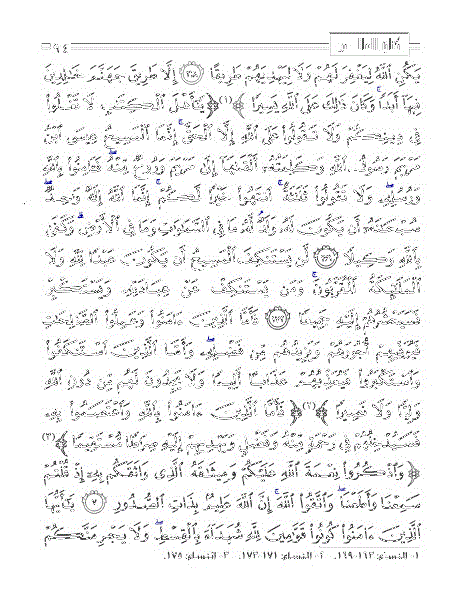 كتاب ٩٤
يَكُنِ ٱللَّهُ لِيَغْفِرَ لَهُمْ وَلَا لِيَهْدِيَهُمْ طَرِيقًا ۝١٦٨ إِلَّا طَرِيقَ جَهَنَّمَ خَٰلِدِينَ
فِيهَآ أَبَدًا ۚ وَكَانَ ذَٰلِكَ عَلَى ٱللَّهِ يَسِيرًا ﴾(١) ﴿ يَٰٓأَهْلَ ٱلْكِتَٰبِ لَا تَغْلُوا۟
فِى دِينِكُمْ وَلَا تَقُولُوا۟ عَلَى ٱللَّهِ إِلَّا ٱلْحَقَّ ۚ إِنَّمَا ٱلْمَسِيحُ عِيسَى ٱبْنُ
مَرْيَمَ رَسُولُ ٱللَّهِ وَكَلِمَتُهُۥٓ أَلْقَىٰهَآ إِلَىٰ مَرْيَمَ وَرُوحٌ مِّنْهُ ۖ فَـَٔامِنُوا۟ بِٱللَّهِ
وَرُسُلِهِۦ ۖ وَلَا تَقُولُوا۟ ثَلَٰثَةٌ ۚ ٱنتَهُوا۟ خَيْرًا لَّكُمْ ۚ إِنَّمَا ٱللَّهُ إِلَٰهٌ وَٰحِدٌ ۖ
سُبْحَٰنَهُۥٓ أَن يَكُونَ لَهُۥ وَلَدٌ ۘ لَّهُۥ مَا فِى ٱلسَّمَٰوَٰتِ وَمَا فِى ٱلْأَرْضِ ۗ وَكَفَىٰ
بِٱللَّهِ وَكِيلًا ۝١٧١ لَّن يَسْتَنكِفَ ٱلْمَسِيحُ أَن يَكُونَ عَبْدًا لِّلَّهِ وَلَا
ٱلْمَلَٰٓئِكَةُ ٱلْمُقَرَّبُونَ ۚ وَمَن يَسْتَنكِفْ عَنْ عِبَادَتِهِۦ وَيَسْتَكْبِرْ
فَسَيَحْشُرُهُمْ إِلَيْهِ جَمِيعًا ۝١٧٢ فَأَمَّا ٱلَّذِينَ ءَامَنُوا۟ وَعَمِلُوا۟ ٱلصَّٰلِحَٰتِ
فَيُوَفِّيهِمْ أُجُورَهُمْ وَيَزِيدُهُم مِّن فَضْلِهِۦ ۖ وَأَمَّا ٱلَّذِينَ ٱسْتَنكَفُوا۟
وَٱسْتَكْبَرُوا۟ فَيُعَذِّبُهُمْ عَذَابًا أَلِيمًا وَلَا يَجِدُونَ لَهُم مِّن دُونِ ٱللَّهِ
وَلِيًّا وَلَا نَصِيرًا ﴾(٢) ﴿ فَأَمَّا ٱلَّذِينَ ءَامَنُوا۟ بِٱللَّهِ وَٱعْتَصَمُوا۟ بِهِۦ
فَسَيُدْخِلُهُمْ فِى رَحْمَةٍ مِّنْهُ وَفَضْلٍ وَيَهْدِيهِمْ إِلَيْهِ صِرَٰطًا مُّسْتَقِيمًا ﴾(٣)
﴿ وَٱذْكُرُوا۟ نِعْمَةَ ٱللَّهِ عَلَيْكُمْ وَمِيثَٰقَهُ ٱلَّذِى وَاثَقَكُم بِهِۦٓ إِذْ قُلْتُمْ
سَمِعْنَا وَأَطَعْنَا ۖ وَٱتَّقُوا۟ ٱللَّهَ ۚ إِنَّ ٱللَّهَ عَلِيمٌۢ بِذَاتِ ٱلصُّدُورِ ۝٧ يَٰٓأَيُّهَا
ٱلَّذِينَ ءَامَنُوا۟ كُونُوا۟ قَوَّٰمِينَ لِلَّهِ شُهَدَآءَ بِٱلْقِسْطِ ۖ وَلَا يَجْرِمَنَّكُمْ
١- النساء: ١٦٣-١٦٩. ٢- النساء: ١٧١-١٧٣. ٣- النساء: ١٧٥.